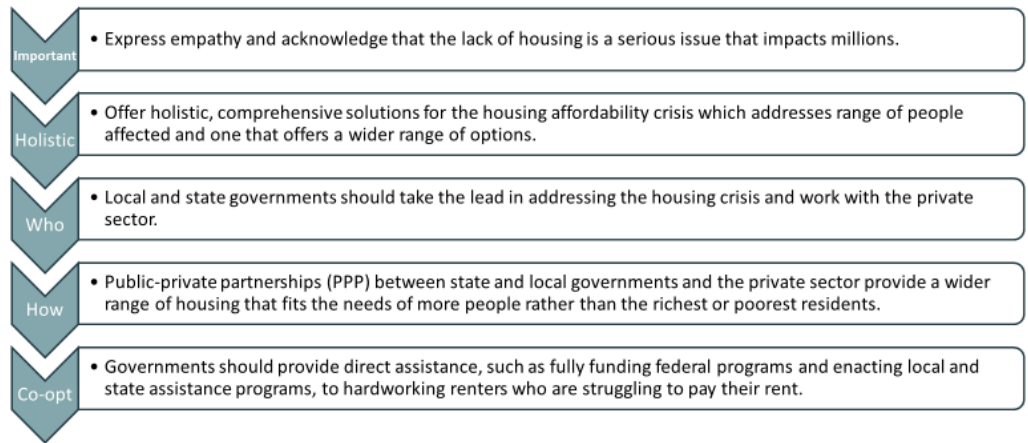 Important
• Express empathy and acknowledge that the lack of housing is a serious issue that impacts millions.
Holistic
• Offer holistic, comprehensive solutions for the housing affordability crisis which addresses range of people
affected and one that offers a wider range of options.
Who
• Local and state governments should take the lead in addressing the housing crisis and work with the private
sector.
How
• Public-private partnerships (PPP) between state and local governments and the private sector provide a wider
range of housing that fits the needs of more people rather than the richest or poorest residents.
Co-opt
• Governments should provide direct assistance, such as fully funding federal programs and enacting local and
state assistance programs, to hardworking renters who are struggling to pay their rent.